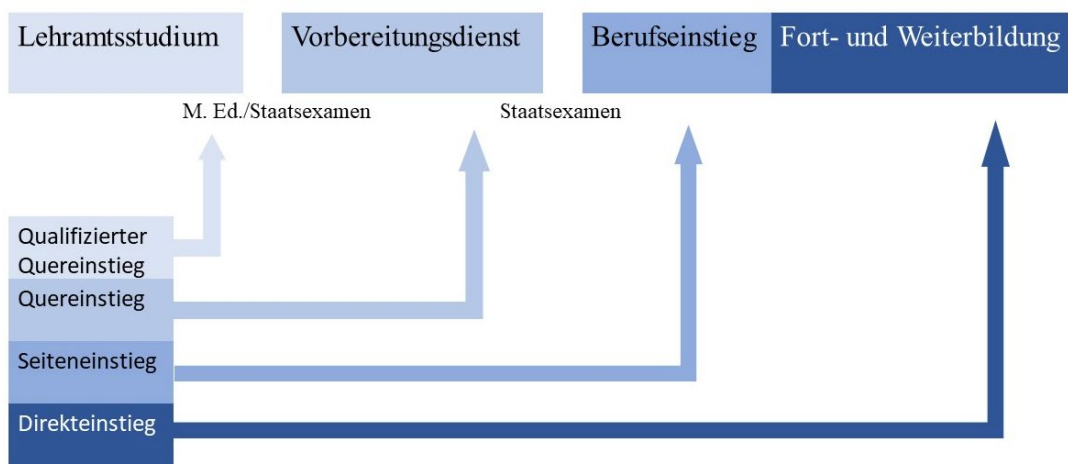 Lehramtsstudium
Vorbereitungsdienst
Berufseinstieg
Fort- und Weiterbildung
M. Ed./Staatsexamen
Staatsexamen
Qualifizierter
Quereinstieg
Quereinstieg
Seiteneinstieg
Direkteinstieg